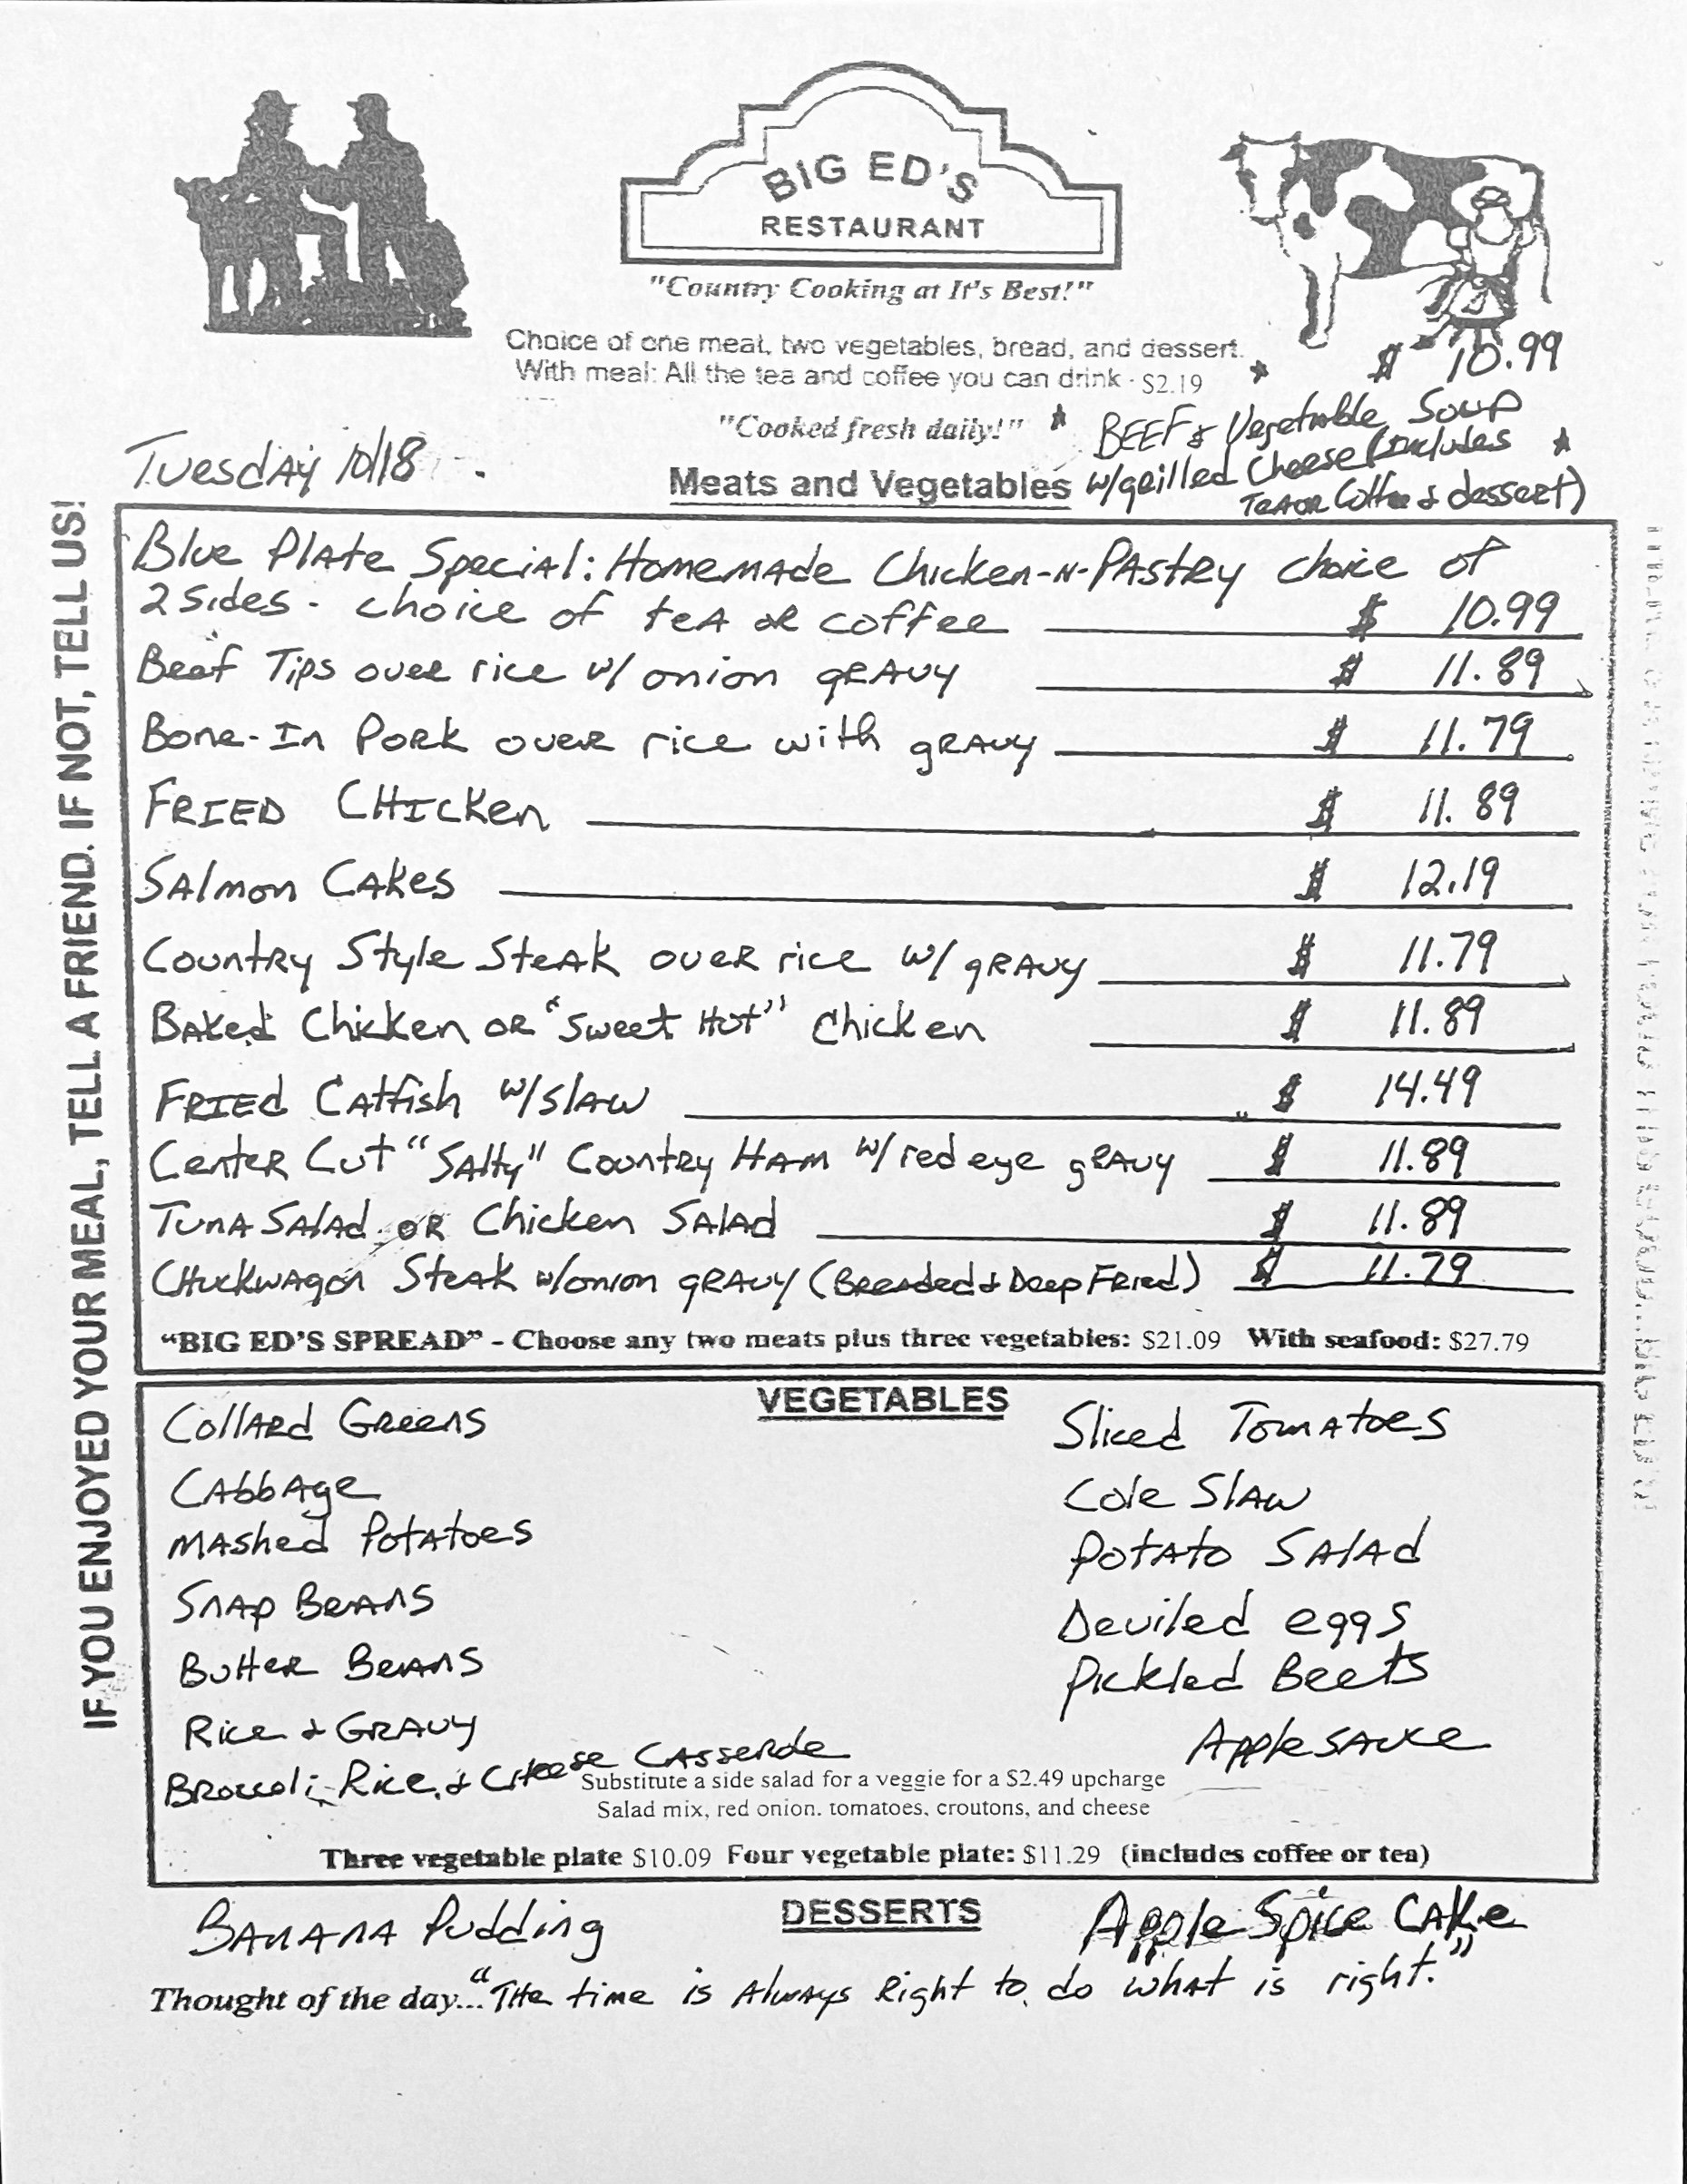 BIG ED'S
RESTAURANT
"Country Cooking at It's Best!"
Choice of one meat, two vegetables, bread, and dessert.
With meal: All the tea and coffee you can drink - $2.19
"Cooked fresh daily!"
* $ 10.99
* BEEF & Vegetable Soup
w/grilled Cheese (includes *
Tea or Coffee & dessert)
Tuesday 10/18
Meats and Vegetables
IF YOU ENJOYED YOUR MEAL, TELL A FRIEND. IF NOT, TELL US!
Blue Plate Special: Homemade Chicken-N-Pastry choice of
2 sides - choice of tea or coffee $ 10.99
Beef Tips over rice w/ onion gravy $ 11.89
Bone-In Pork over rice with gravy $ 11.79
FRIED CHICKen $ 11.89
Salmon Cakes $ 12.19
Country Style Steak over rice w/ gravy $ 11.79
Baked Chicken or "Sweet Hot" Chicken $ 11.89
FRIED Catfish w/slaw $ 14.49
Center Cut "Salty" Country Ham w/ red eye gravy $ 11.89
Tuna Salad or Chicken Salad $ 11.89
Chuckwagon Steak w/onion gravy (Breaded & Deep Fried) $ 11.79
"BIG ED'S SPREAD" - Choose any two meats plus three vegetables: $21.09 With seafood: $27.79
VEGETABLES
Collard Greens
Cabbage
Mashed Potatoes
Snap Beans
Butter Beans
Rice & Gravy
Broccoli, Rice, & Cheese Casserole
Sliced Tomatoes
Cole Slaw
Potato Salad
Deviled eggs
Pickled Beets
Applesauce
Substitute a side salad for a veggie for a $2.49 upcharge
Salad mix, red onion. tomatoes, croutons, and cheese
Three vegetable plate $10.09 Four vegetable plate: $11.29 (includes coffee or tea)
DESSERTS
Banana Pudding
Apple Spice Cake
Thought of the day... "The time is Always Right to do what is right."